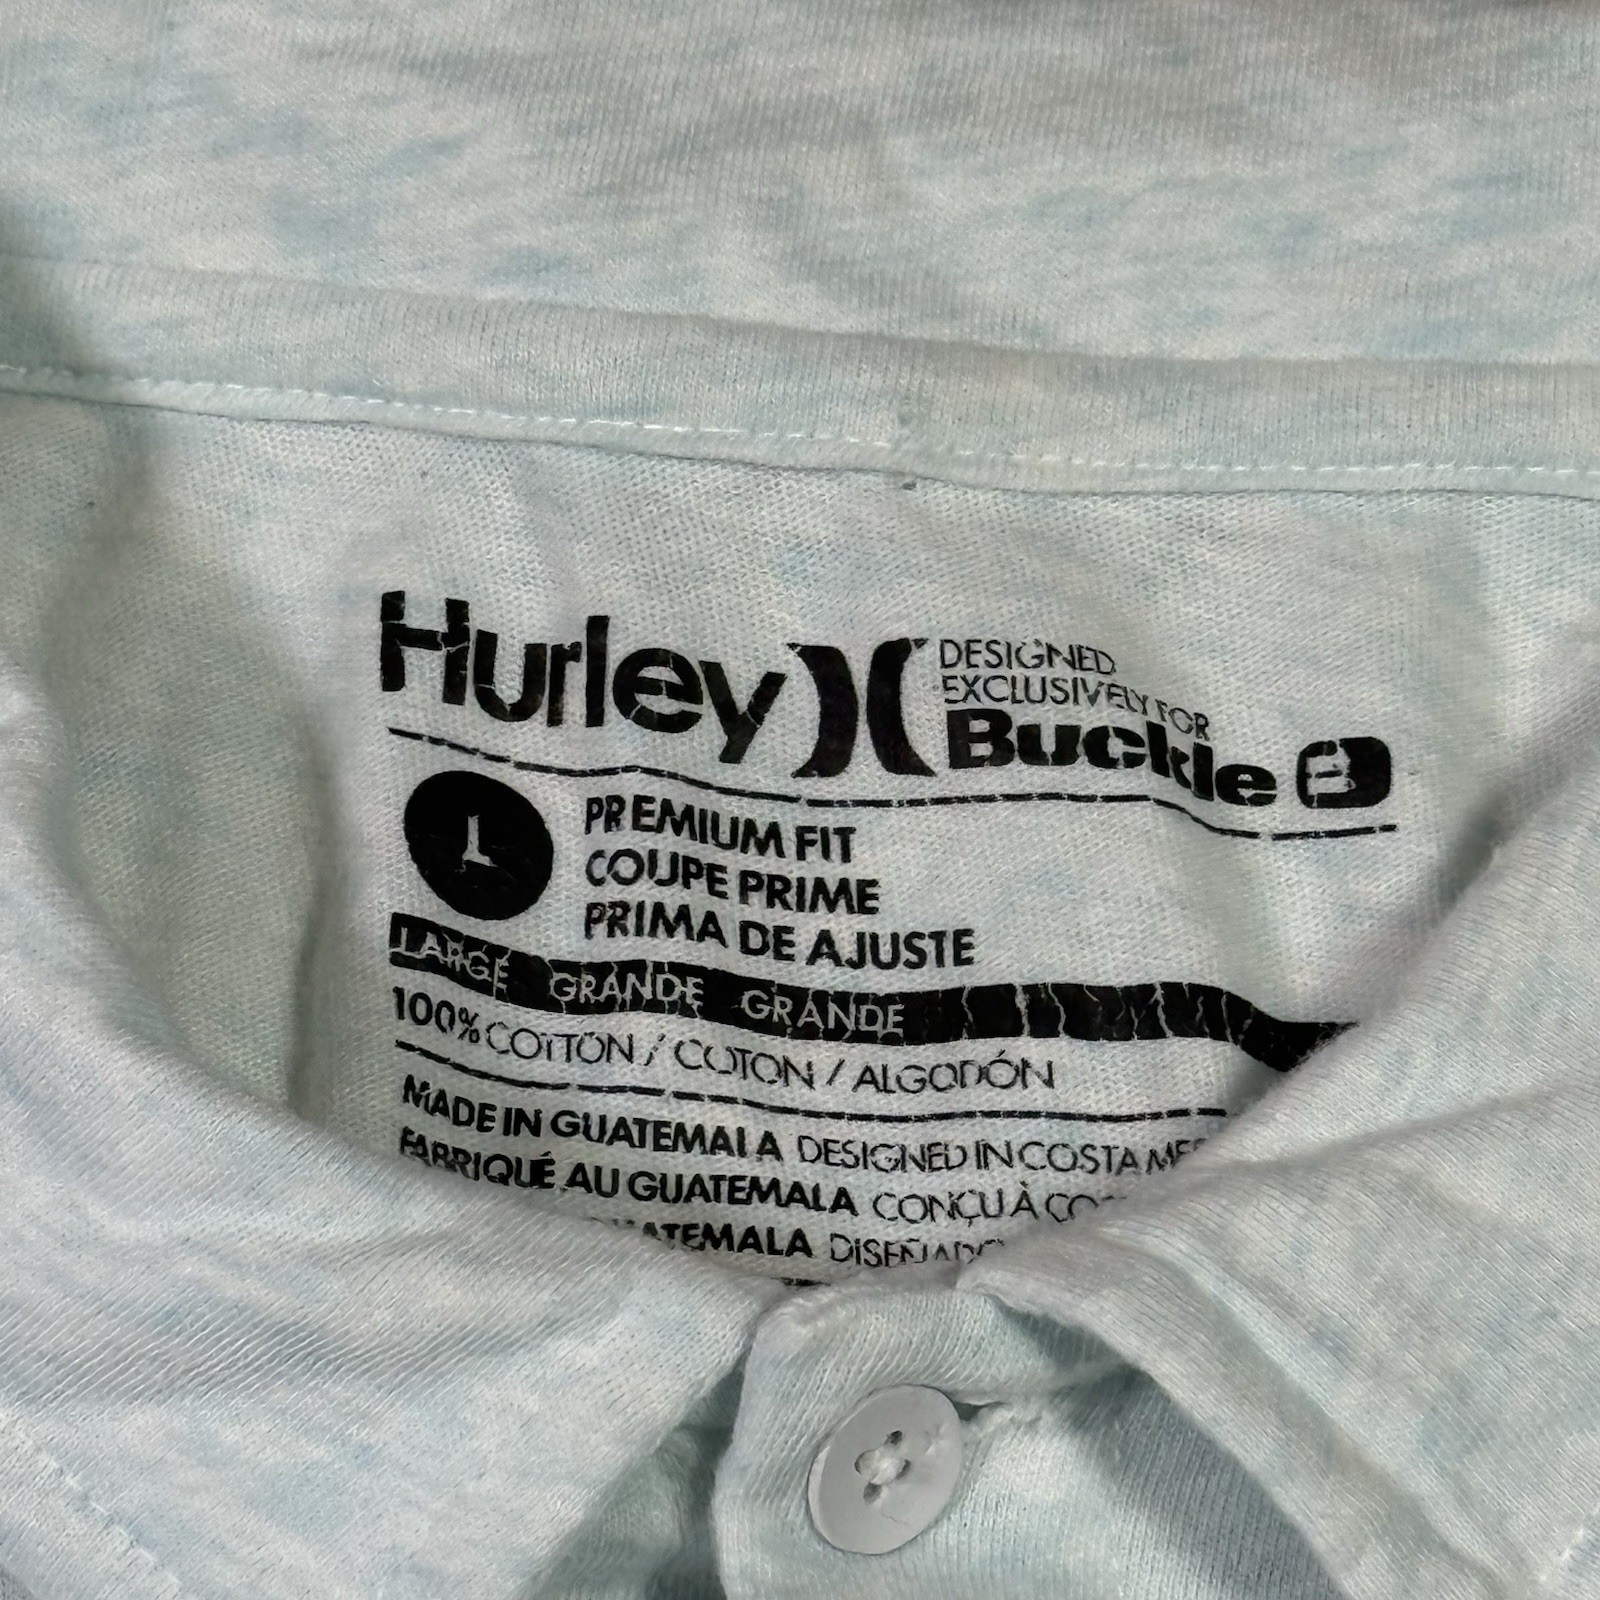 Hurley DESIGNED
EXCLUSIVELY FOR
Buckle B
L PREMIUM FIT
COUPE PRIME
PRIMA DE AJUSTE
LARGE GRANDE GRANDE
100% COTTON / COTON / ALGODÓN
MADE IN GUATEMALA DESIGNED IN COSTA
FABRIQUÉ AU GUATEMALA CONÇU À
GUATEMALA DISEÑADO